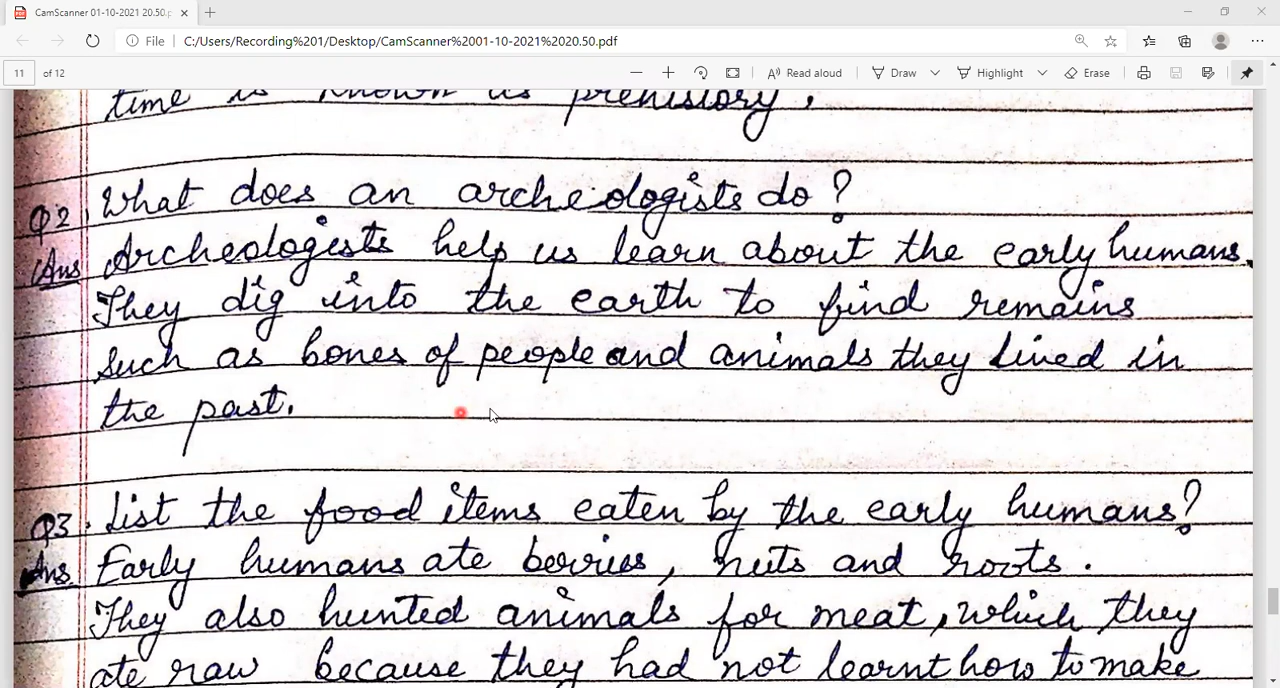 CamScanner 01-10-2021 20.50.p
File C:/Users/Recording%201/Desktop/CamScanner%2001-10-2021%2020.50.pdf
11 of 12 Read aloud Draw Highlight Erase
time is known as prehistory.
Q2. What does an archeologists do?
Ans Archeologists help us learn about the early humans.
They dig into the earth to find remains
such as bones of people and animals they lived in
the past.
Q3. List the food items eaten by the early humans?
Ans. Early humans ate berries, nuts and roots.
They also hunted animals for meat, which they
ate raw because they had not learnt how to make